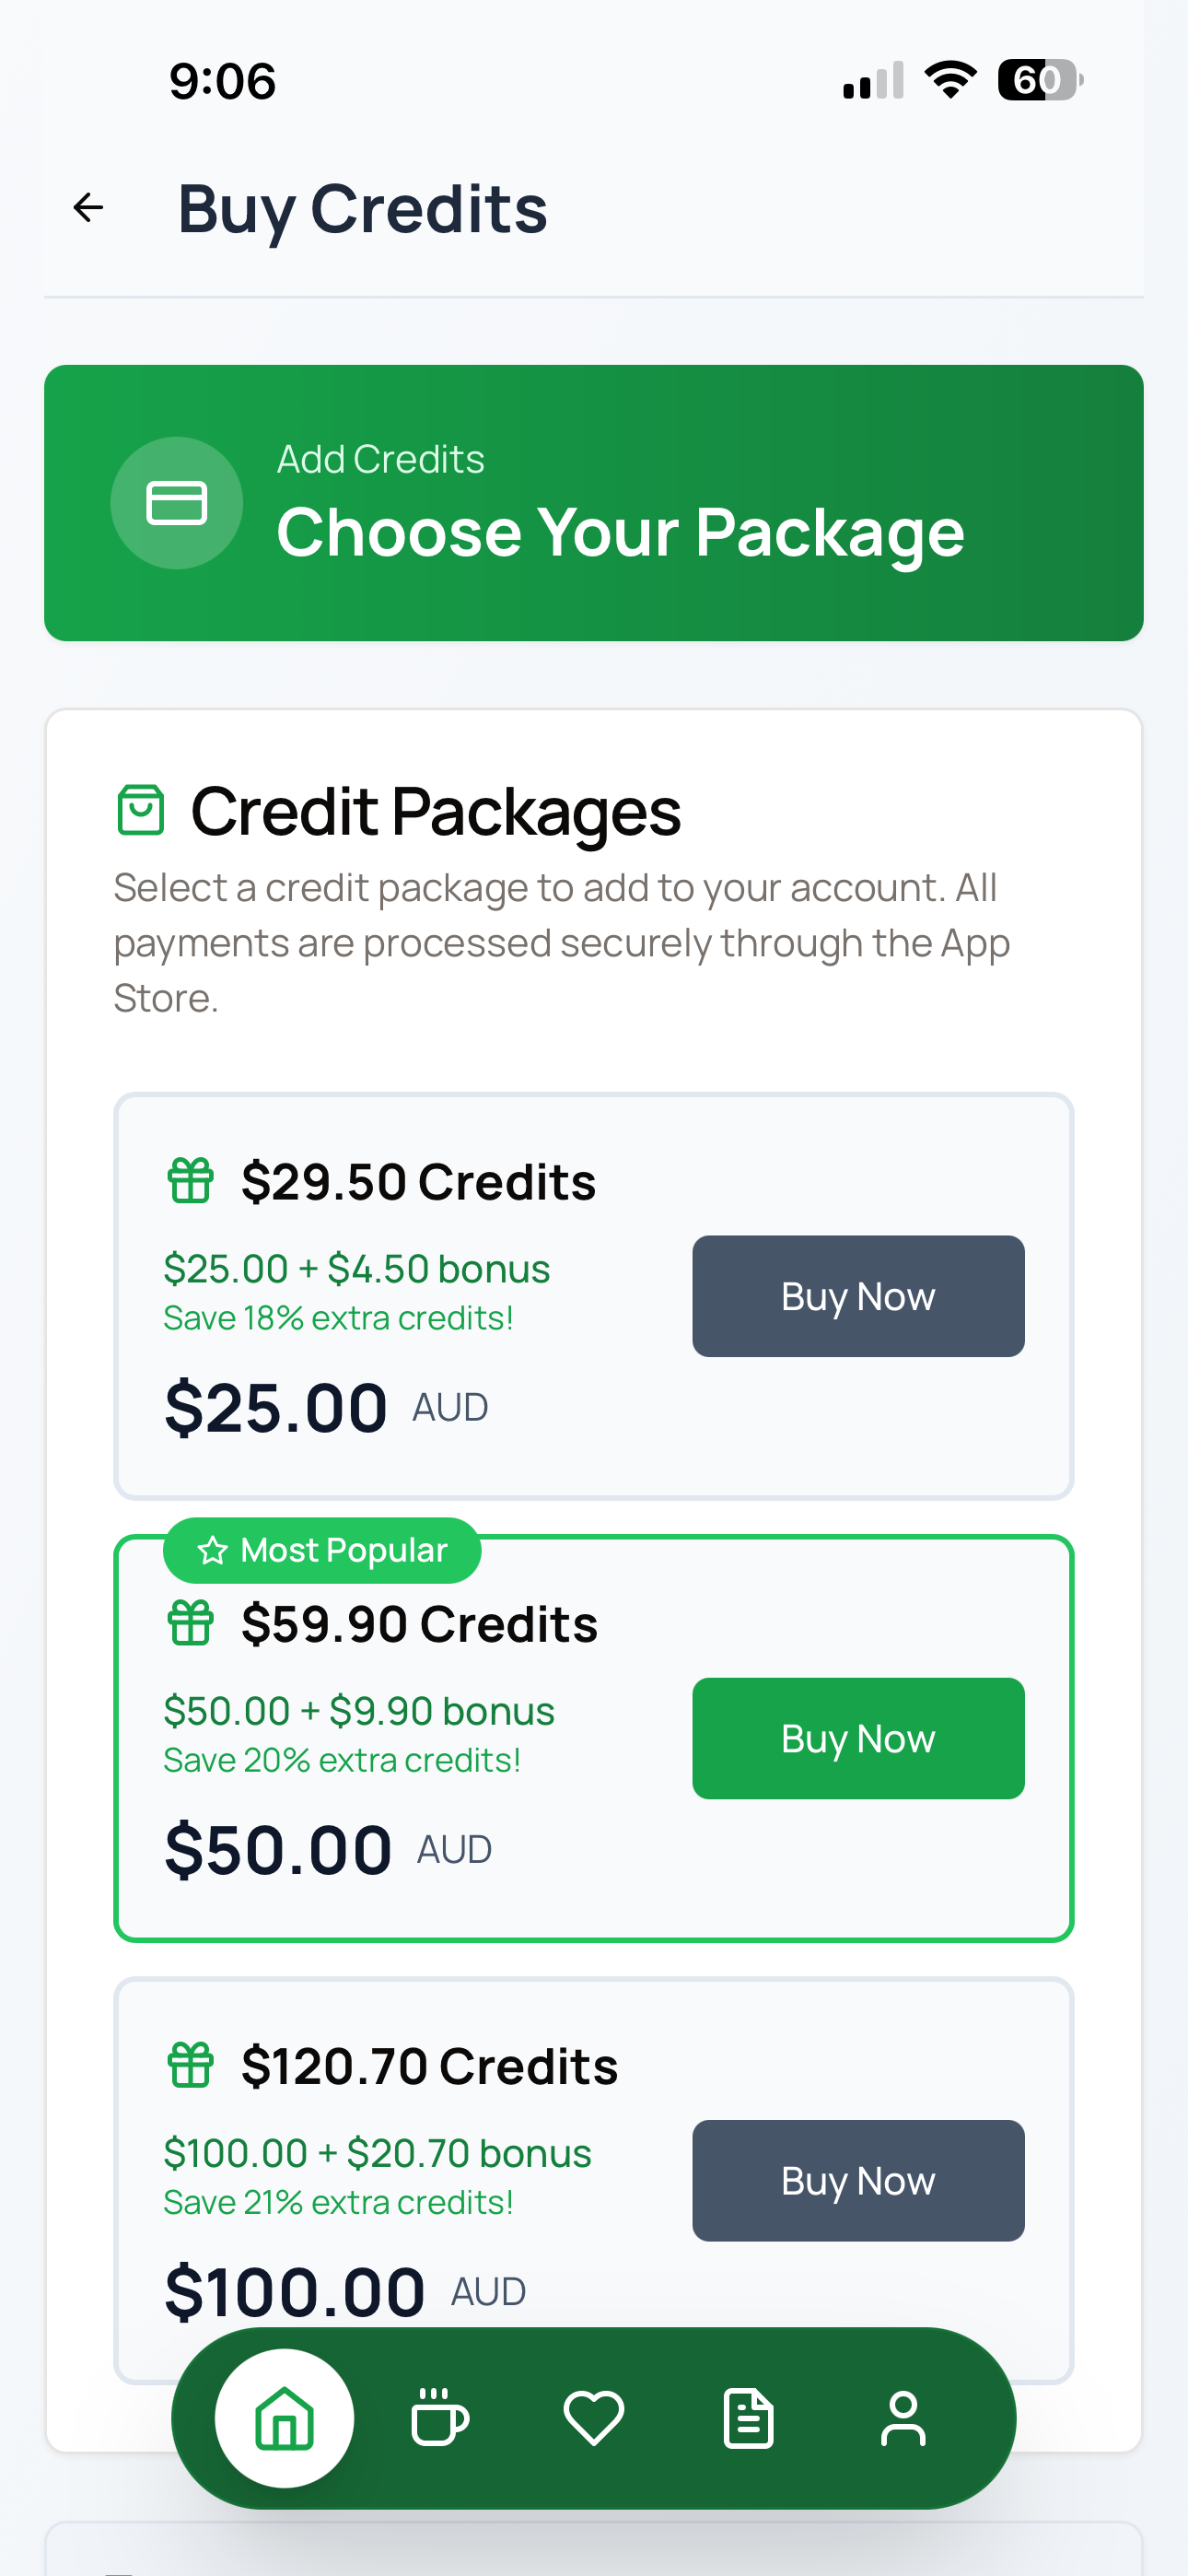 9:06
60
Buy Credits
Add Credits
Choose Your Package
Credit Packages
Select a credit package to add to your account. All
payments are processed securely through the App
Store.
$29.50 Credits
$25.00 + $4.50 bonus
Save 18% extra credits!
Buy Now
$25.00 AUD
Most Popular
$59.90 Credits
$50.00 + $9.90 bonus
Save 20% extra credits!
Buy Now
$50.00 AUD
$120.70 Credits
$100.00 + $20.70 bonus
Save 21% extra credits!
Buy Now
$100.00 AUD